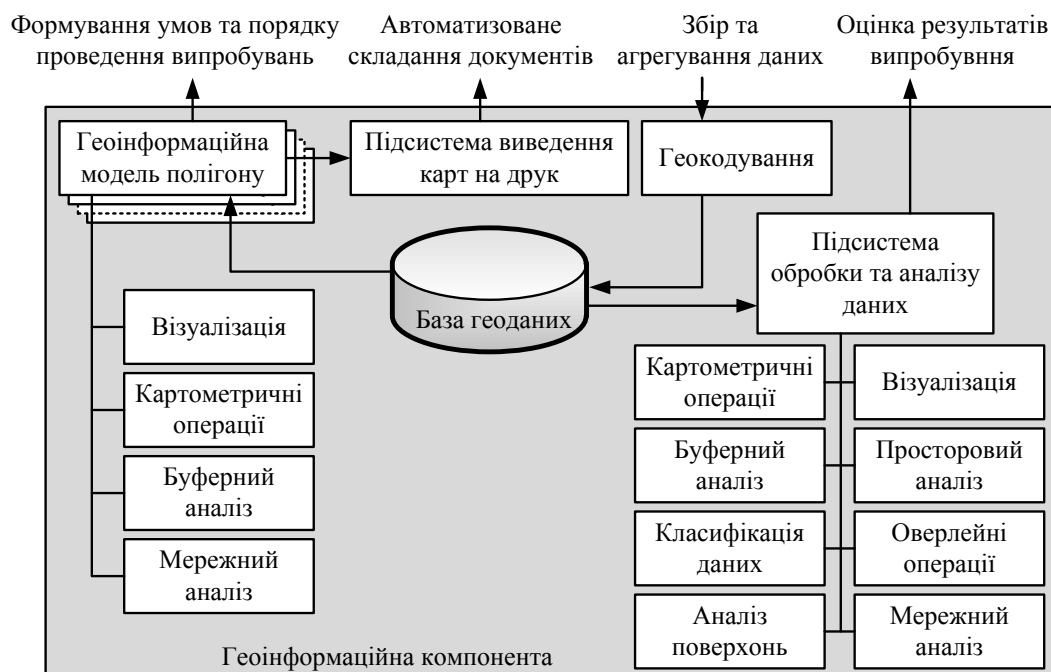 Формування умов та порядку
проведення випробувань
Автоматизоване
складання документів
Збір та
агрегування даних
Оцінка результатів
випробувння
Геоінформаційна
модель полігону
Підсистема виведення
карт на друк
Геокодування
Підсистема
обробки та аналізу
даних
База геоданих
Візуалізація
Картометричні
операції
Буферний
аналіз
Мережний
аналіз
Картометричні
операції
Візуалізація
Буферний
аналіз
Просторовий
аналіз
Класифікація
даних
Оверлейні
операції
Аналіз
поверхонь
Мережний
аналіз
Геоінформаційна компонента